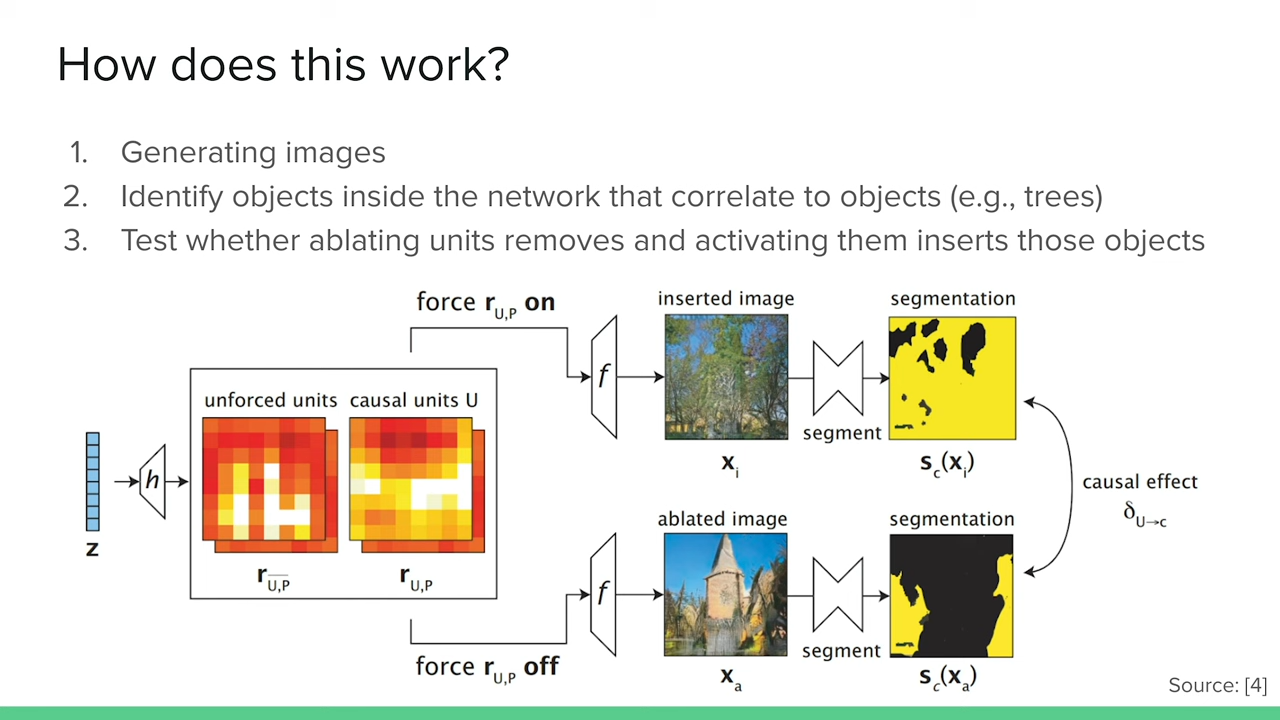 How does this work?
1. Generating images
2. Identify objects inside the network that correlate to objects (e.g., trees)
3. Test whether ablating units removes and activating them inserts those objects
force r_U,P on
inserted image
segmentation
unforced units
causal units U
f
segment
x_i
s_c(x_i)
h
z
causal effect
δ_U→c
ablated image
segmentation
r_U̅,P̅
r_U,P
f
segment
force r_U,P off
x_a
s_c(x_a)
Source: [4]